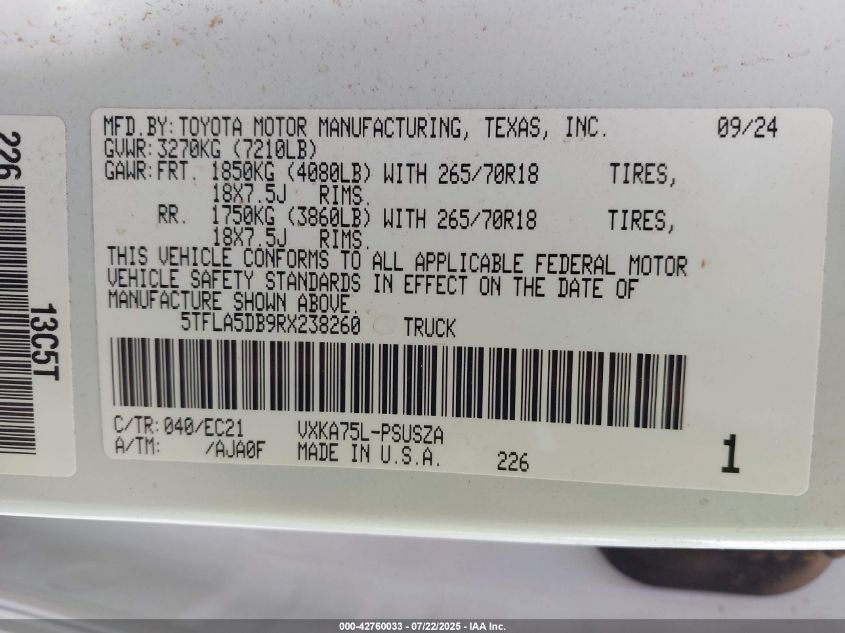 MFD.BY: TOYOTA MOTOR MANUFACTURING, TEXAS, INC. 09/24
GVWR: 3270KG (7210LB)
GAWR: FRT. 1850KG (4080LB) WITH 265/70R18 TIRES,
18X7.5J RIMS.
RR. 1750KG (3860LB) WITH 265/70R18 TIRES,
18X7.5J RIMS.
THIS VEHICLE CONFORMS TO ALL APPLICABLE FEDERAL MOTOR
VEHICLE SAFETY STANDARDS IN EFFECT ON THE DATE OF
MANUFACTURE SHOWN ABOVE.
5TFLA5DB9RX238260 C TRUCK
C/TR: 040/EC21 VXKA75L-PSUSZA
A/TM: /AJA0F MADE IN U.S.A. 226 1
226
13C5T
000-42760033 - 07/22/2025 - IAA Inc.